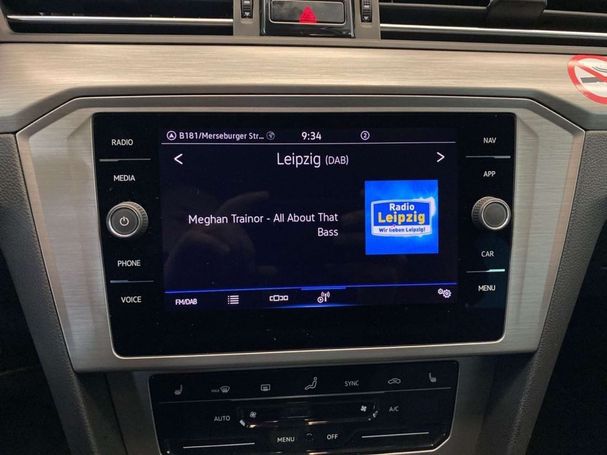 B181/Merseburger Str...
9:34
2
RADIO
MEDIA
PHONE
VOICE
NAV
APP
CAR
MENU
Leipzig (DAB)
Meghan Trainor - All About That
Bass
Radio
Leipzig
Wir lieben Leipzig!
FM/DAB
SYNC
AUTO
A/C
MENU
OFF